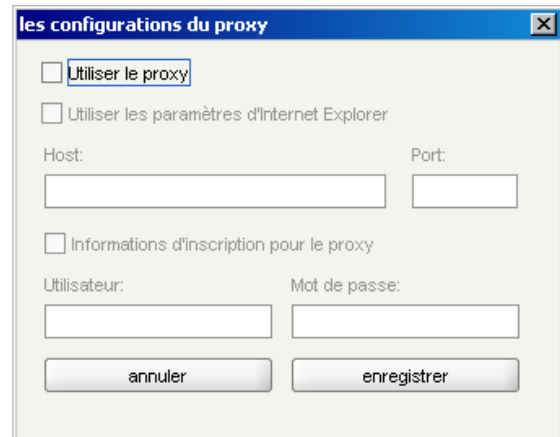 les configurations du proxy
Utiliser le proxy
Utiliser les paramètres d'Internet Explorer
Host: Port:
Informations d'inscription pour le proxy
Utilisateur: Mot de passe:
annuler enregistrer